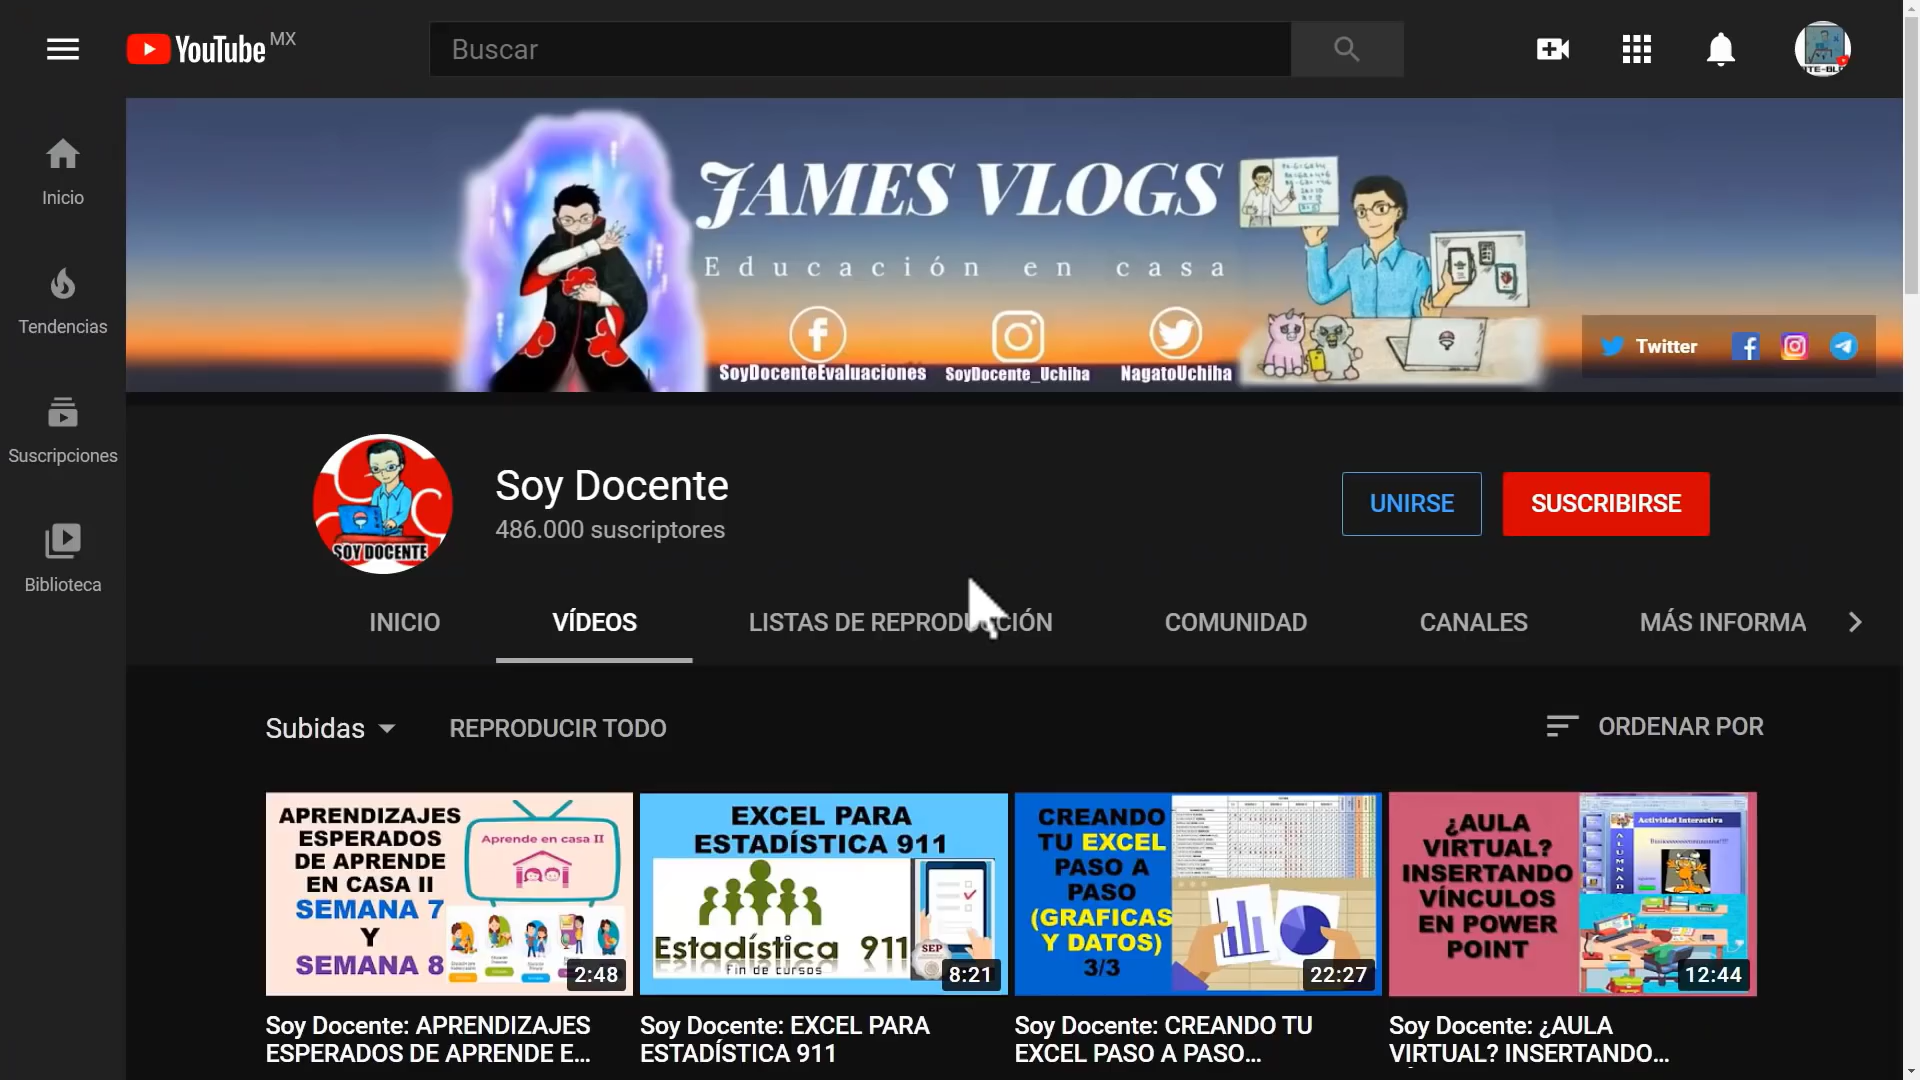 YouTube MX
Buscar
Inicio
Tendencias
Suscripciones
Biblioteca
JAMES VLOGS
Educación en casa
SoyDocenteEvaluaciones
SoyDocente_Uchiha
NagatoUchiha
Twitter
SOY DOCENTE
Soy Docente
486.000 suscriptores
UNIRSE
SUSCRIBIRSE
INICIO
VÍDEOS
LISTAS DE REPRODUCCIÓN
COMUNIDAD
CANALES
MÁS INFORMA
Subidas
REPRODUCIR TODO
ORDENAR POR
APRENDIZAJES
ESPERADOS
DE APRENDE
EN CASA II
SEMANA 7
Y
SEMANA 8
Aprende en casa II
2:48
EXCEL PARA
ESTADÍSTICA 911
Estadística 911
Fin de cursos
SEP
8:21
CREANDO
TU EXCEL
PASO A
PASO
(GRAFICAS
Y DATOS)
3/3
22:27
¿AULA
VIRTUAL?
INSERTANDO
VÍNCULOS
EN POWER
POINT
Actividad Interactiva
12:44
Soy Docente: APRENDIZAJES
ESPERADOS DE APRENDE E...
Soy Docente: EXCEL PARA
ESTADÍSTICA 911
Soy Docente: CREANDO TU
EXCEL PASO A PASO...
Soy Docente: ¿AULA
VIRTUAL? INSERTANDO...